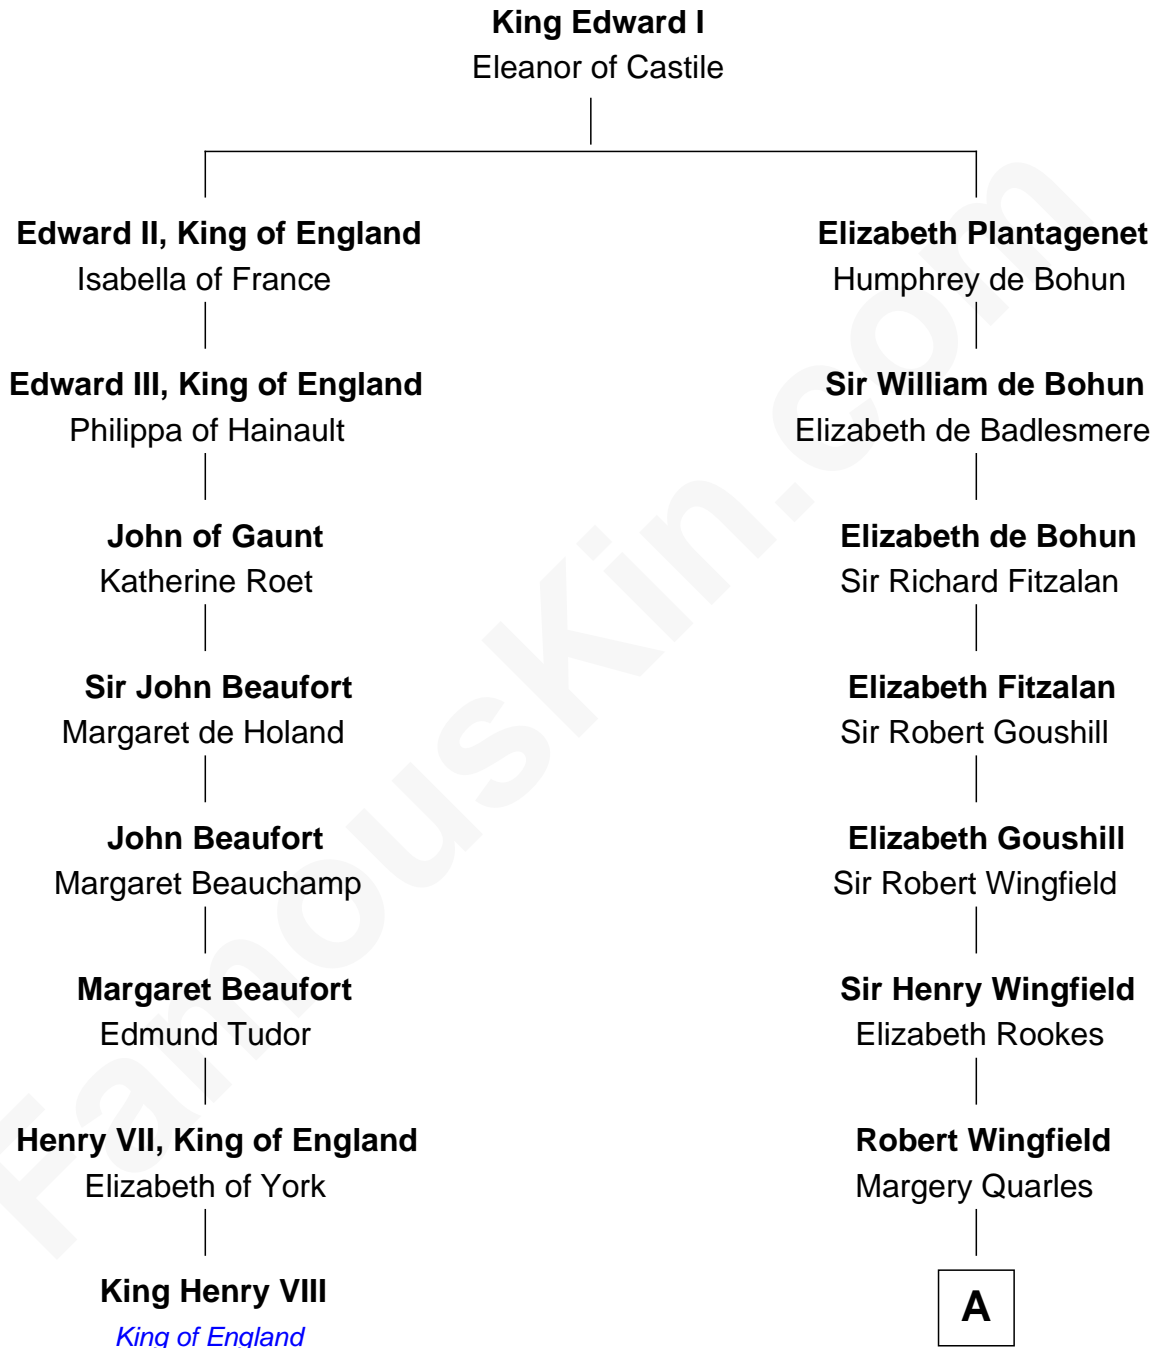 King Edward I
Eleanor of Castile
Edward II, King of England
Isabella of France
Elizabeth Plantagenet
Humphrey de Bohun
Edward III, King of England
Philippa of Hainault
Sir William de Bohun
Elizabeth de Badlesmere
John of Gaunt
Katherine Roet
Elizabeth de Bohun
Sir Richard Fitzalan
Sir John Beaufort
Margaret de Holand
Elizabeth Fitzalan
Sir Robert Goushill
John Beaufort
Margaret Beauchamp
Elizabeth Goushill
Sir Robert Wingfield
Margaret Beaufort
Edmund Tudor
Sir Henry Wingfield
Elizabeth Rookes
Henry VII, King of England
Elizabeth of York
Robert Wingfield
Margery Quarles
King Henry VIII
King of England
A
FamousKin.com